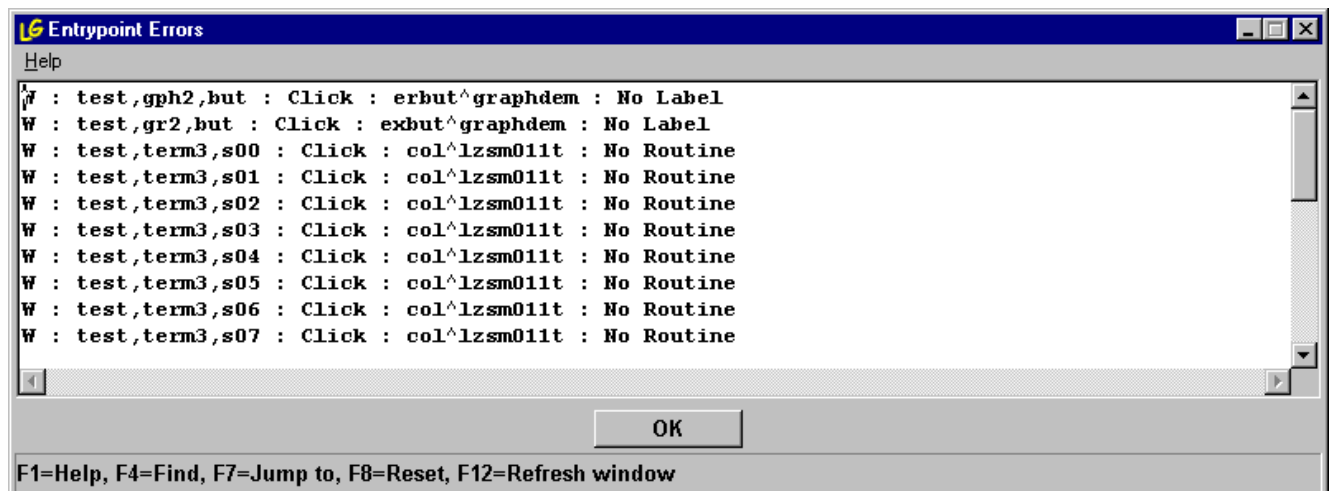 LG Entrypoint Errors
Help
W : test,gph2,but : Click : erbut^graphdem : No Label
W : test,gr2,but : Click : exbut^graphdem : No Label
W : test,term3,s00 : Click : col^lzsm011t : No Routine
W : test,term3,s01 : Click : col^lzsm011t : No Routine
W : test,term3,s02 : Click : col^lzsm011t : No Routine
W : test,term3,s03 : Click : col^lzsm011t : No Routine
W : test,term3,s04 : Click : col^lzsm011t : No Routine
W : test,term3,s05 : Click : col^lzsm011t : No Routine
W : test,term3,s06 : Click : col^lzsm011t : No Routine
W : test,term3,s07 : Click : col^lzsm011t : No Routine
OK
F1=Help, F4=Find, F7=Jump to, F8=Reset, F12=Refresh window